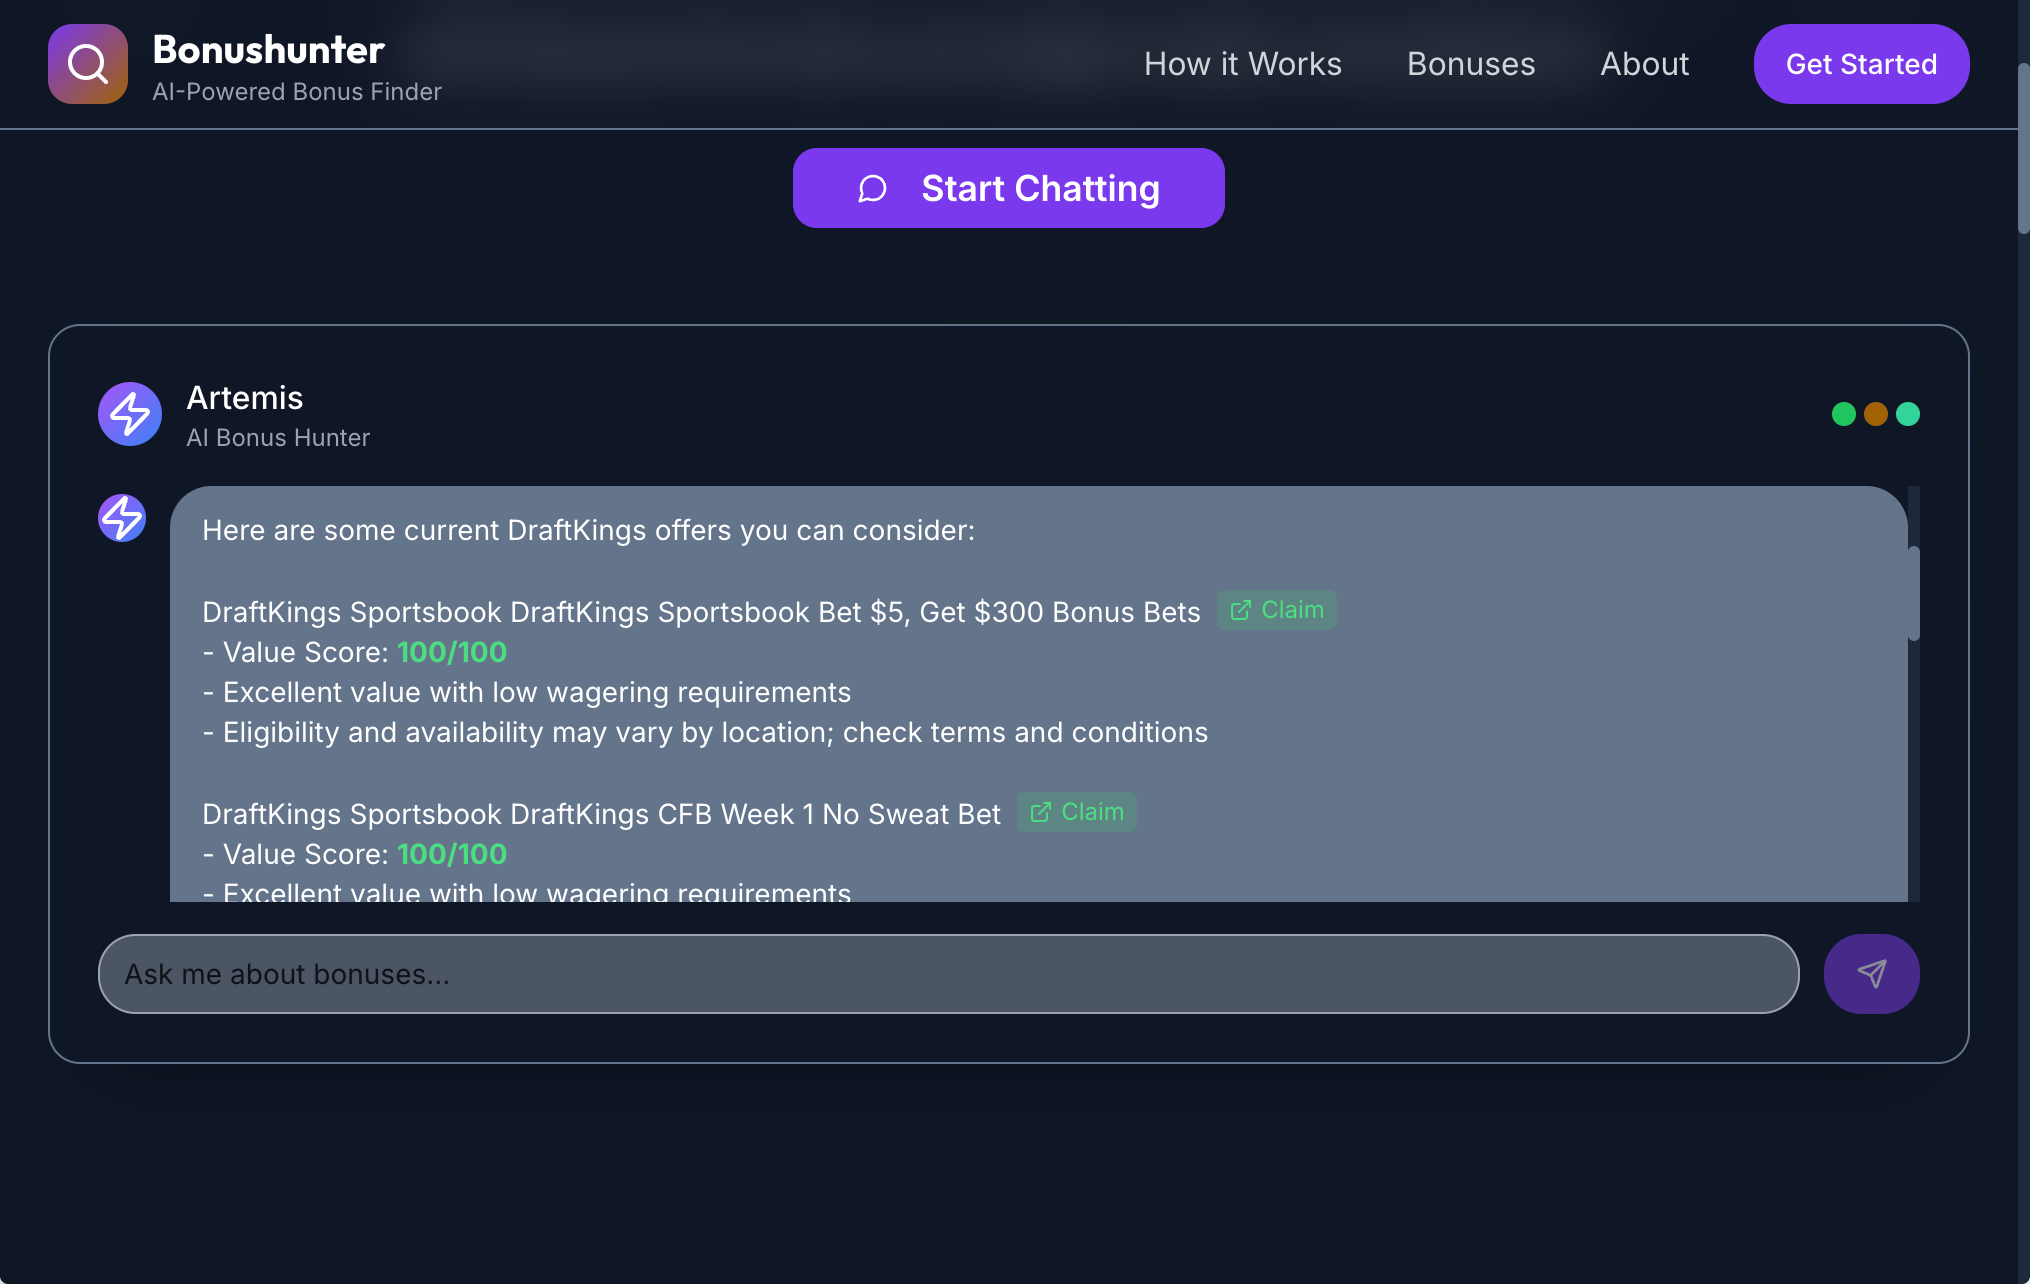 Bonushunter
AI-Powered Bonus Finder
How it Works
Bonuses
About
Get Started
Start Chatting
Artemis
AI Bonus Hunter
Here are some current DraftKings offers you can consider:
DraftKings Sportsbook DraftKings Sportsbook Bet $5, Get $300 Bonus Bets Claim
- Value Score: 100/100
- Excellent value with low wagering requirements
- Eligibility and availability may vary by location; check terms and conditions
DraftKings Sportsbook DraftKings CFB Week 1 No Sweat Bet Claim
- Value Score: 100/100
- Excellent value with low wagering requirements
Ask me about bonuses...